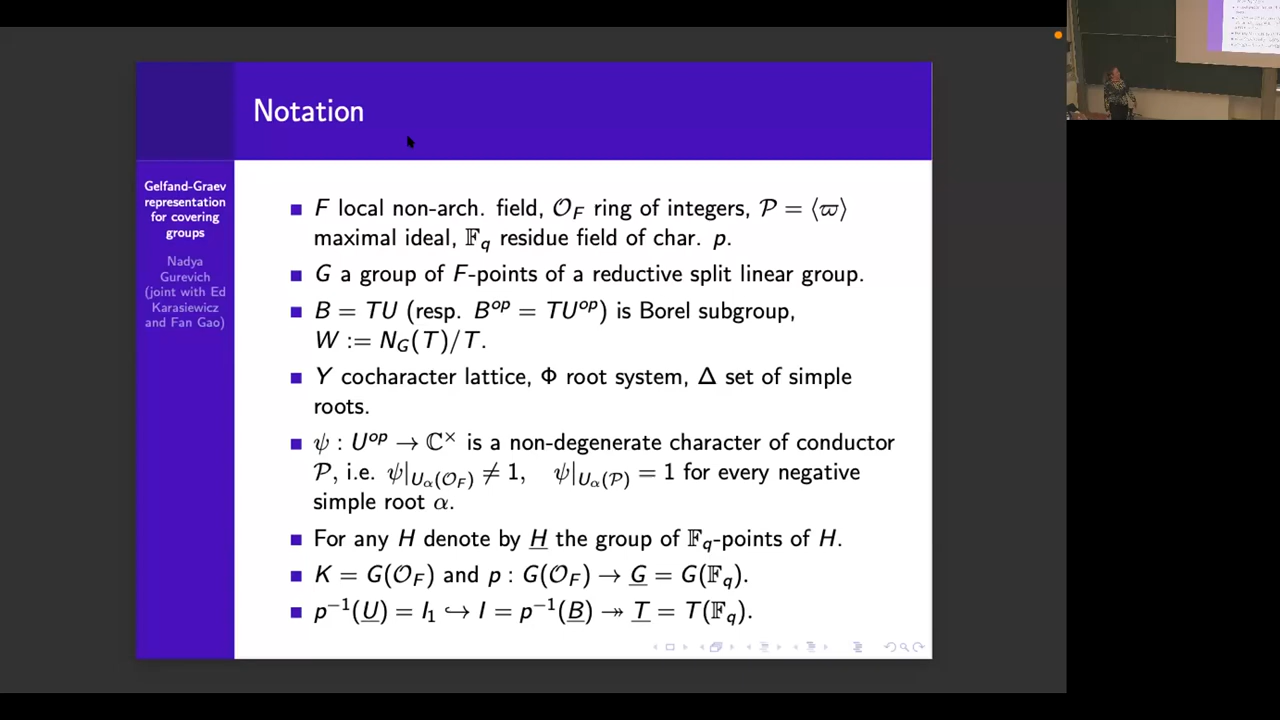 Notation
Gelfand-Graev
representation
for covering
groups
Nadya
Gurevich
(joint with Ed
Karasiewicz
and Fan Gao)
■ F local non-arch. field, 𝒪_F ring of integers, 𝒫 = ⟨ϖ⟩
maximal ideal, 𝔽_q residue field of char. p.
■ G a group of F-points of a reductive split linear group.
■ B = TU (resp. B^{op} = TU^{op}) is Borel subgroup,
W := N_G(T)/T.
■ Y cocharacter lattice, Φ root system, Δ set of simple
roots.
■ ψ : U^{op} → ℂ^× is a non-degenerate character of conductor
𝒫, i.e. ψ|_{U_α(𝒪_F)} ≠ 1, ψ|_{U_α(𝒫)} = 1 for every negative
simple root α.
■ For any H denote by <u>H</u> the group of 𝔽_q-points of H.
■ K = G(𝒪_F) and p : G(𝒪_F) → <u>G</u> = G(𝔽_q).
■ p^{-1}(<u>U</u>) = I_1 ↪ I = p^{-1}(<u>B</u>) ↠ <u>T</u> = T(𝔽_q).